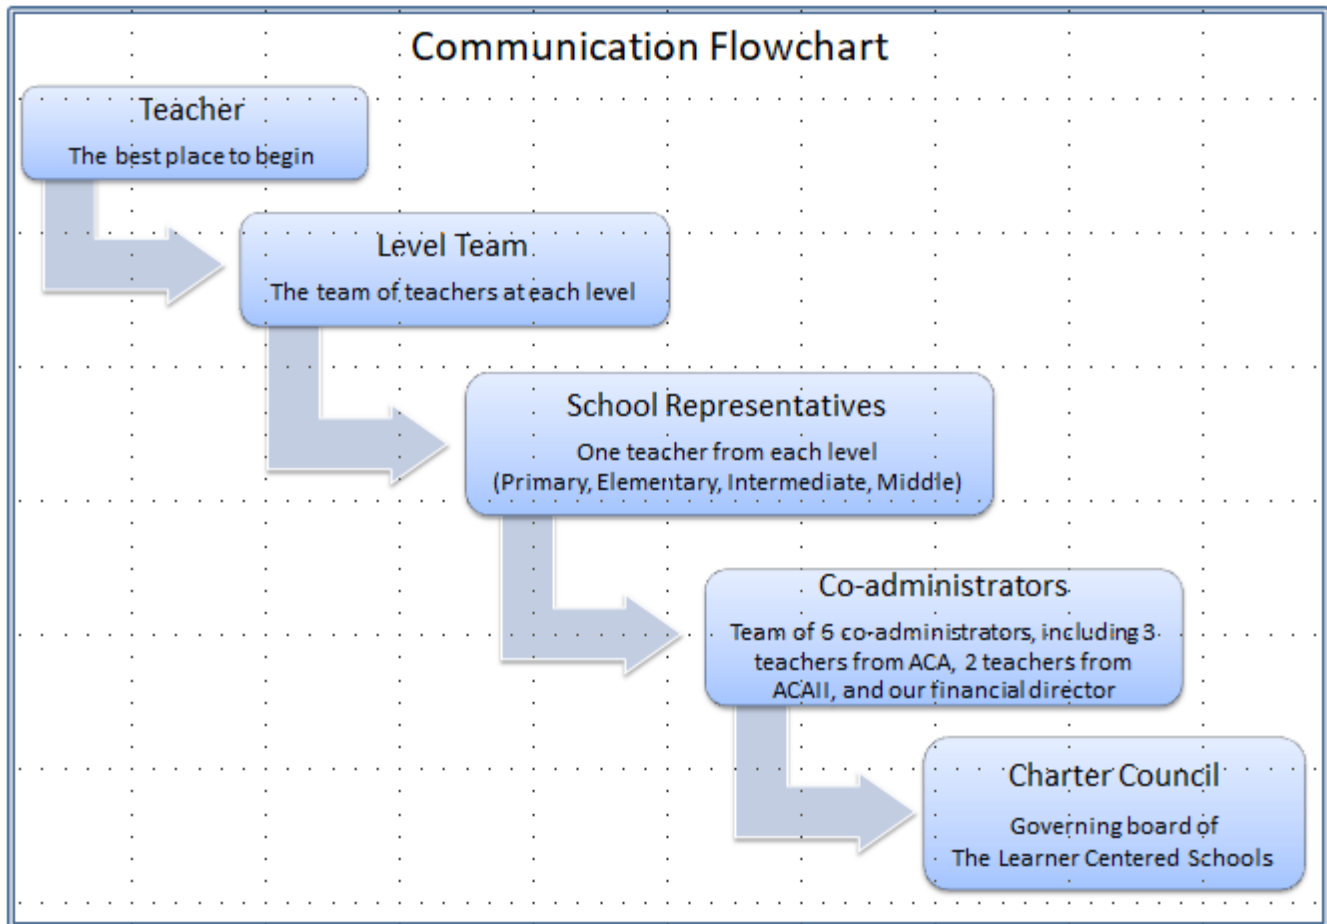 Communication Flowchart
Teacher
The best place to begin
Level Team
The team of teachers at each level
School Representatives
One teacher from each level
(Primary, Elementary, Intermediate, Middle)
Co-administrators
Team of 6 co-administrators, including 3
teachers from ACA, 2 teachers from
ACAII, and our financial director
Charter Council
Governing board of
The Learner Centered Schools